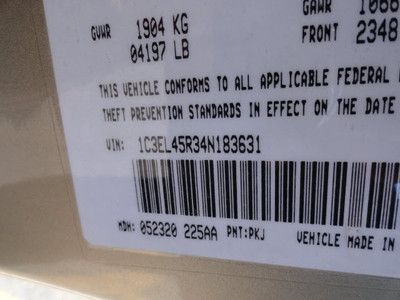 GVWR 1904 KG GAWR
04197 LB FRONT 2348
THIS VEHICLE CONFORMS TO ALL APPLICABLE FEDERAL
THEFT PREVENTION STANDARDS IN EFFECT ON THE DATE
VIN: 1C3EL45R34N183631
MDH: 052320 225AA PNT:PKJ VEHICLE MADE IN